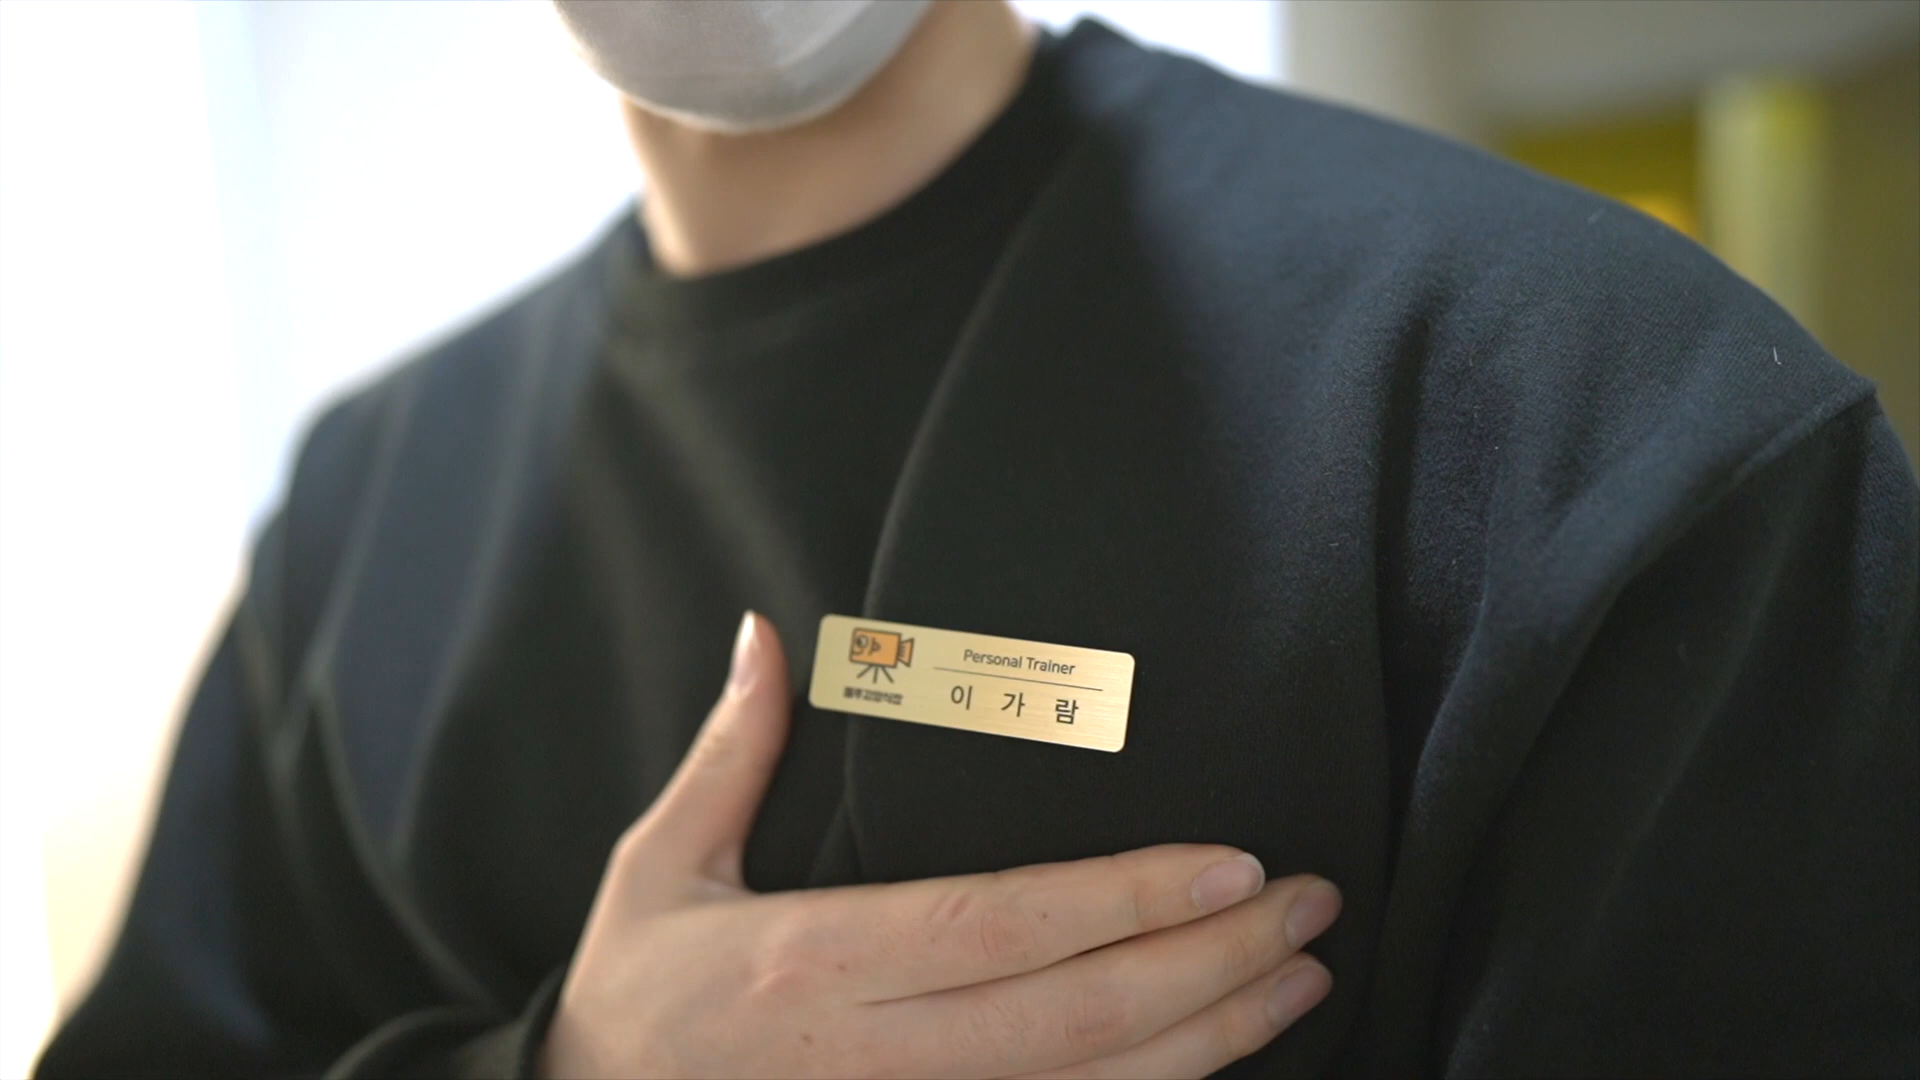 Personal Trainer
이 가 람